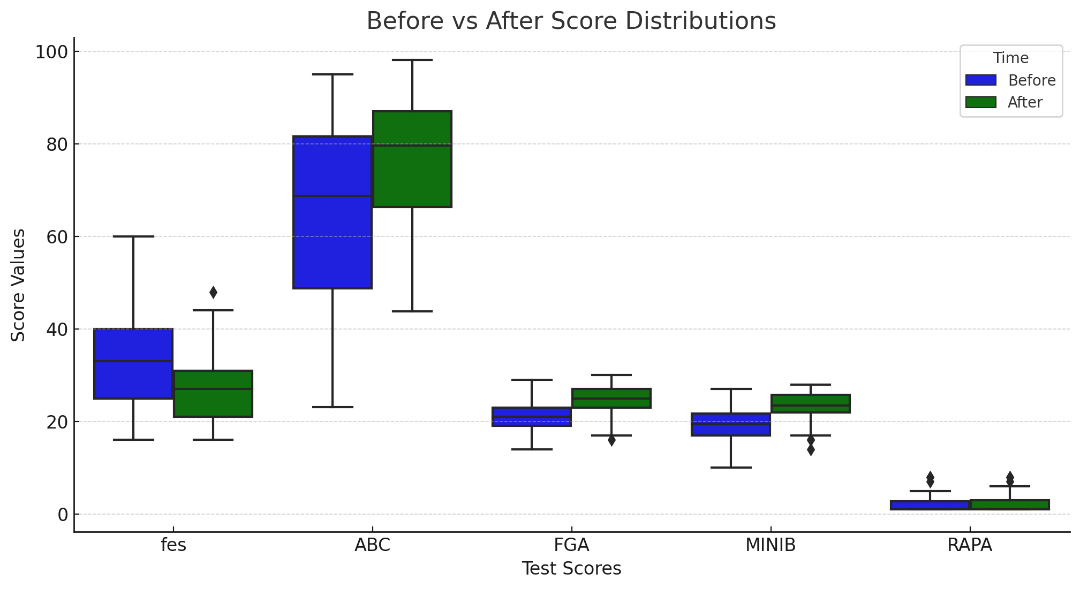 Before vs After Score Distributions
Time
Before
After
Score Values
100
80
60
40
20
0
fes
ABC
FGA
MINIB
RAPA
Test Scores